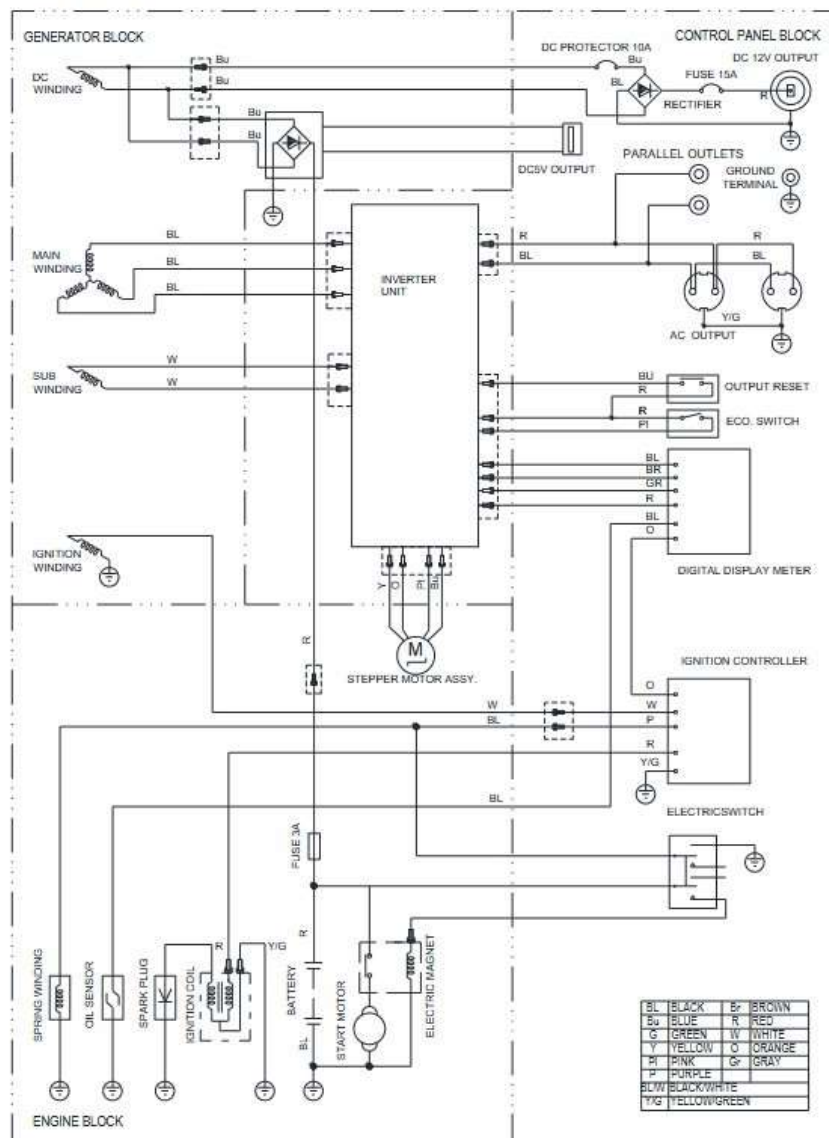 GENERATOR BLOCK
CONTROL PANEL BLOCK
DC PROTECTOR 10A
DC 12V OUTPUT
Bu
Bu
BL
FUSE 15A
DC
WINDING
Bu
R
RECTIFIER
Bu
Bu
DC5V OUTPUT
PARALLEL OUTLETS
GROUND
TERMINAL
BL
R
MAIN
WINDING
BL
BL
BL
BL
INVERTER
UNIT
Y/G
AC OUTPUT
W
SUB
WINDING
W
BU
OUTPUT RESET
R
R
ECO. SWITCH
PI
BL
BR
GR
R
BL
O
IGNITION
WINDING
DIGITAL DISPLAY METER
Y
O
PI
Bu
M
R
STEPPER MOTOR ASSY.
IGNITION CONTROLLER
O
W
W
BL
P
R
Y/G
BL
ELECTRICSWITCH
FUSE 3A
R
Y/G
R
SPRING WINDING
OIL SENSOR
SPARK PLUG
IGNITION COIL
BATTERY
START MOTOR
ELECTRIC MAGNET
BL
BL BLACK Br BROWN
Bu BLUE R RED
G GREEN W WHITE
Y YELLOW O ORANGE
PI PINK Gr GRAY
P PURPLE
BL/W BLACK/WHITE
Y/G YELLOW/GREEN
ENGINE BLOCK